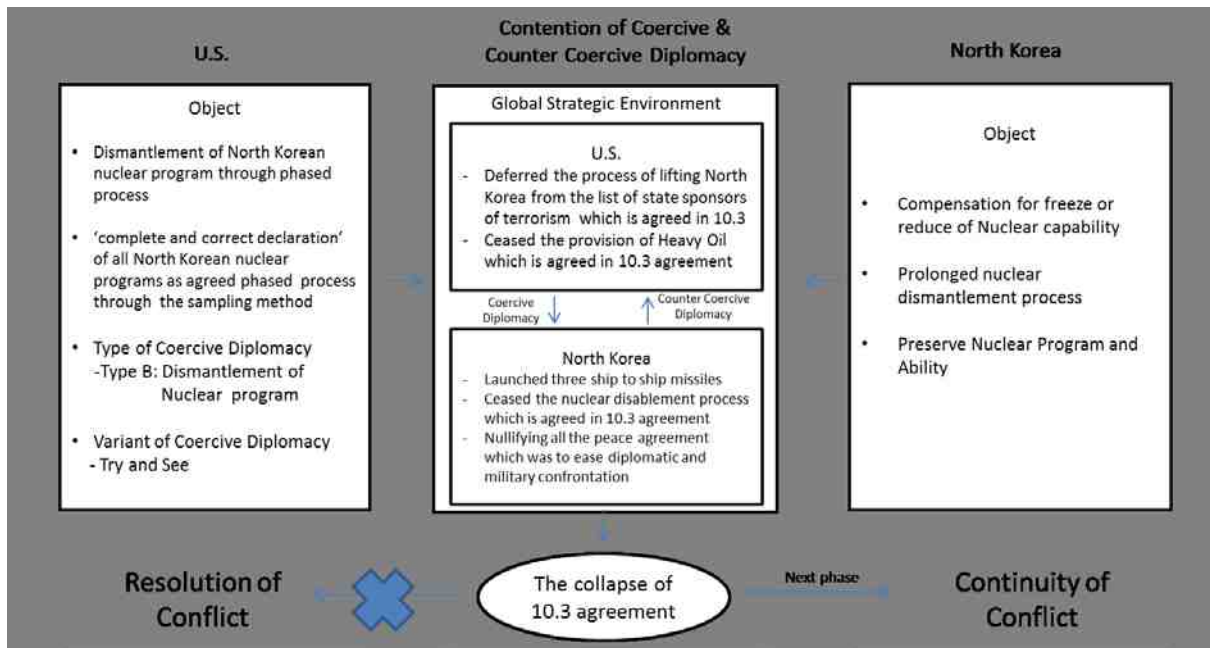 U.S.
Contention of Coercive &
Counter Coercive Diplomacy
North Korea
Object
• Dismantlement of North Korean
nuclear program through phased
process
• 'complete and correct declaration'
of all North Korean nuclear
programs as agreed phased process
through the sampling method
• Type of Coercive Diplomacy
-Type B: Dismantlement of
Nuclear program
• Variant of Coercive Diplomacy
- Try and See
Global Strategic Environment
U.S.
- Deferred the process of lifting North
Korea from the list of state sponsors
of terrorism which is agreed in 10.3
- Ceased the provision of Heavy Oil
which is agreed in 10.3 agreement
Coercive
Diplomacy
Counter Coercive
Diplomacy
North Korea
- Launched three ship to ship missiles
- Ceased the nuclear disablement process
which is agreed in 10.3 agreement
- Nullifying all the peace agreement
which was to ease diplomatic and
military confrontation
Object
• Compensation for freeze or
reduce of Nuclear capability
• Prolonged nuclear
dismantlement process
• Preserve Nuclear Program and
Ability
Resolution of
Conflict
The collapse of
10.3 agreement
Next phase
Continuity of
Conflict